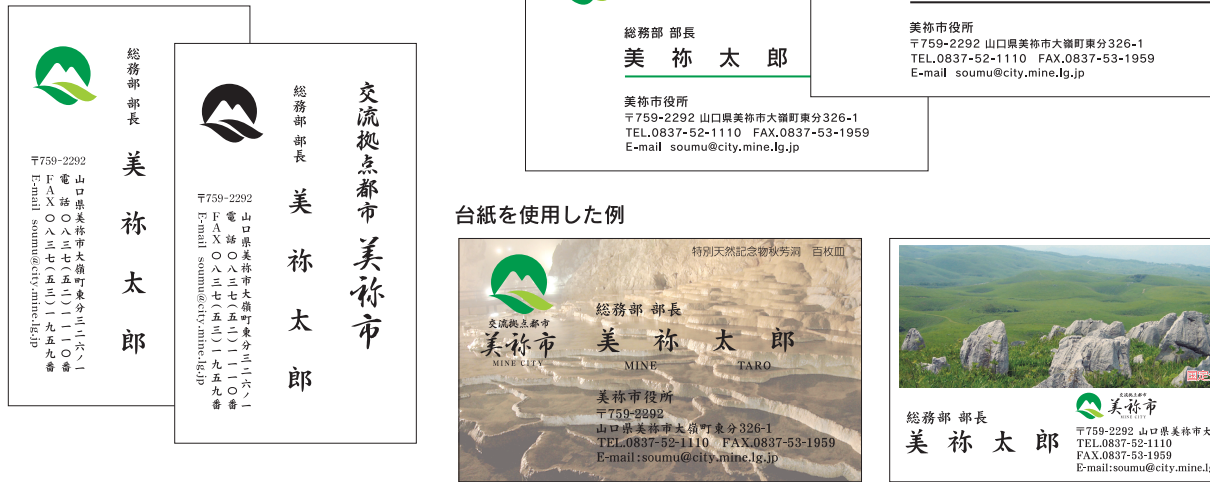 総務部 部長
美祢太郎
〒759-2292
山口県美祢市大嶺町東分三二六ノ一
電話〇八三七(五二)一一一〇番
FAX〇八三七(五三)一九五九番
E-mail soumu@city.mine.lg.jp
交流拠点都市 美祢市
総務部 部長
美祢太郎
〒759-2292
山口県美祢市大嶺町東分三二六ノ一
電話〇八三七(五二)一一一〇番
FAX〇八三七(五三)一九五九番
E-mail soumu@city.mine.lg.jp
総務部 部長
美祢太郎
美祢市役所
〒759-2292 山口県美祢市大嶺町東分326-1
TEL.0837-52-1110 FAX.0837-53-1959
E-mail soumu@city.mine.lg.jp
美祢市役所
〒759-2292 山口県美祢市大嶺町東分326-1
TEL.0837-52-1110 FAX.0837-53-1959
E-mail soumu@city.mine.lg.jp
台紙を使用した例
特別天然記念物秋芳洞 百枚皿
交流拠点都市
美祢市
MINE CITY
総務部 部長
美祢太郎
MINE TARO
美祢市役所
〒759-2292
山口県美祢市大嶺町東分326-1
TEL.0837-52-1110 FAX.0837-53-1959
E-mail:soumu@city.mine.lg.jp
総務部 部長
美祢太郎
交流拠点都市
美祢市
MINE CITY
〒759-2292 山口県美祢市大
TEL.0837-52-1110
FAX.0837-53-1959
E-mail:soumu@city.mine.lg